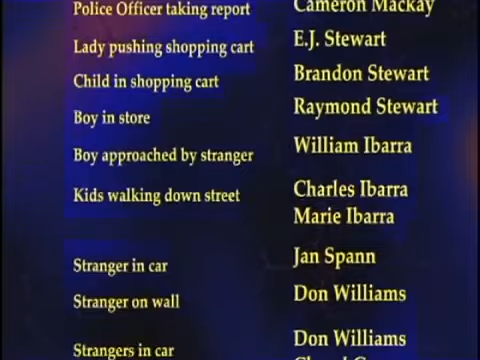 Police Officer taking report Cameron Mackay
Lady pushing shopping cart E.J. Stewart
Child in shopping cart Brandon Stewart
Boy in store Raymond Stewart
Boy approached by stranger William Ibarra
Kids walking down street Charles Ibarra
Marie Ibarra
Stranger in car Jan Spann
Stranger on wall Don Williams
Strangers in car Don Williams